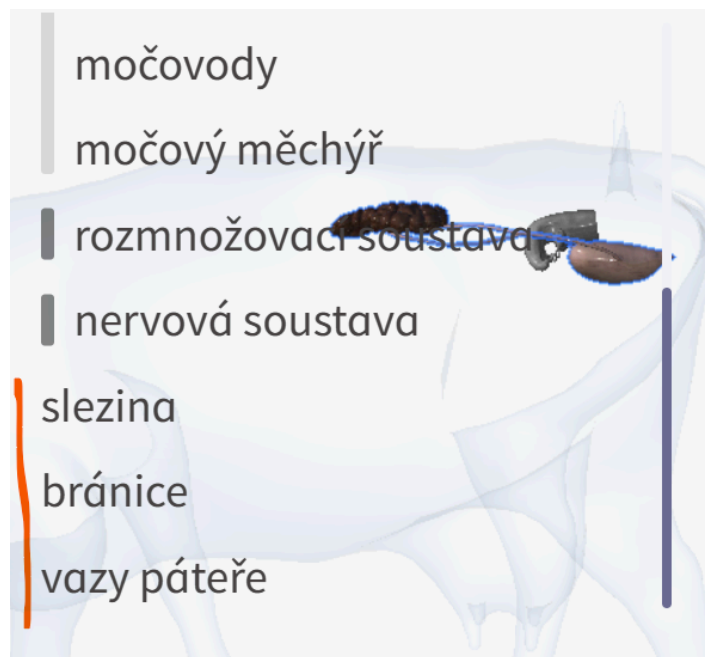 močovody
močový měchýř
rozmnožovací soustava
nervová soustava
slezina
bránice
vazy páteře